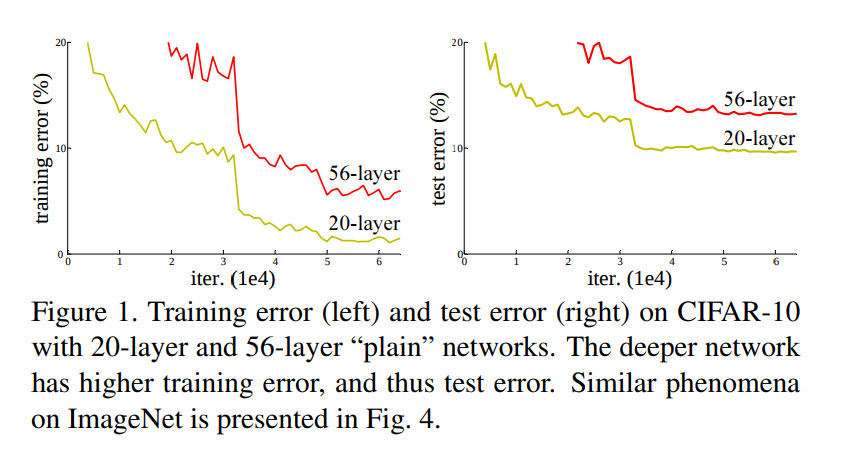 20
10
0
training error (%)
0 1 2 3 4 5 6
iter. (1e4)
56-layer
20-layer
20
10
0
test error (%)
0 1 2 3 4 5 6
iter. (1e4)
56-layer
20-layer
Figure 1. Training error (left) and test error (right) on CIFAR-10
with 20-layer and 56-layer “plain” networks. The deeper network
has higher training error, and thus test error. Similar phenomena
on ImageNet is presented in Fig. 4.